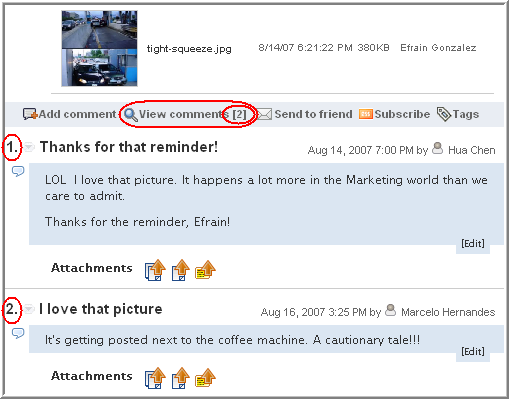 tight-squeeze.jpg 8/14/07 6:21:22 PM 380KB Efrain Gonzalez
Add comment View comments [2] Send to friend Subscribe Tags
1. Thanks for that reminder! Aug 14, 2007 7:00 PM by Hua Chen
LOL I love that picture. It happens a lot more in the Marketing world than we
care to admit.
Thanks for the reminder, Efrain!
[Edit]
Attachments
2. I love that picture Aug 16, 2007 3:25 PM by Marcelo Hernandes
It's getting posted next to the coffee machine. A cautionary tale!!!
[Edit]
Attachments